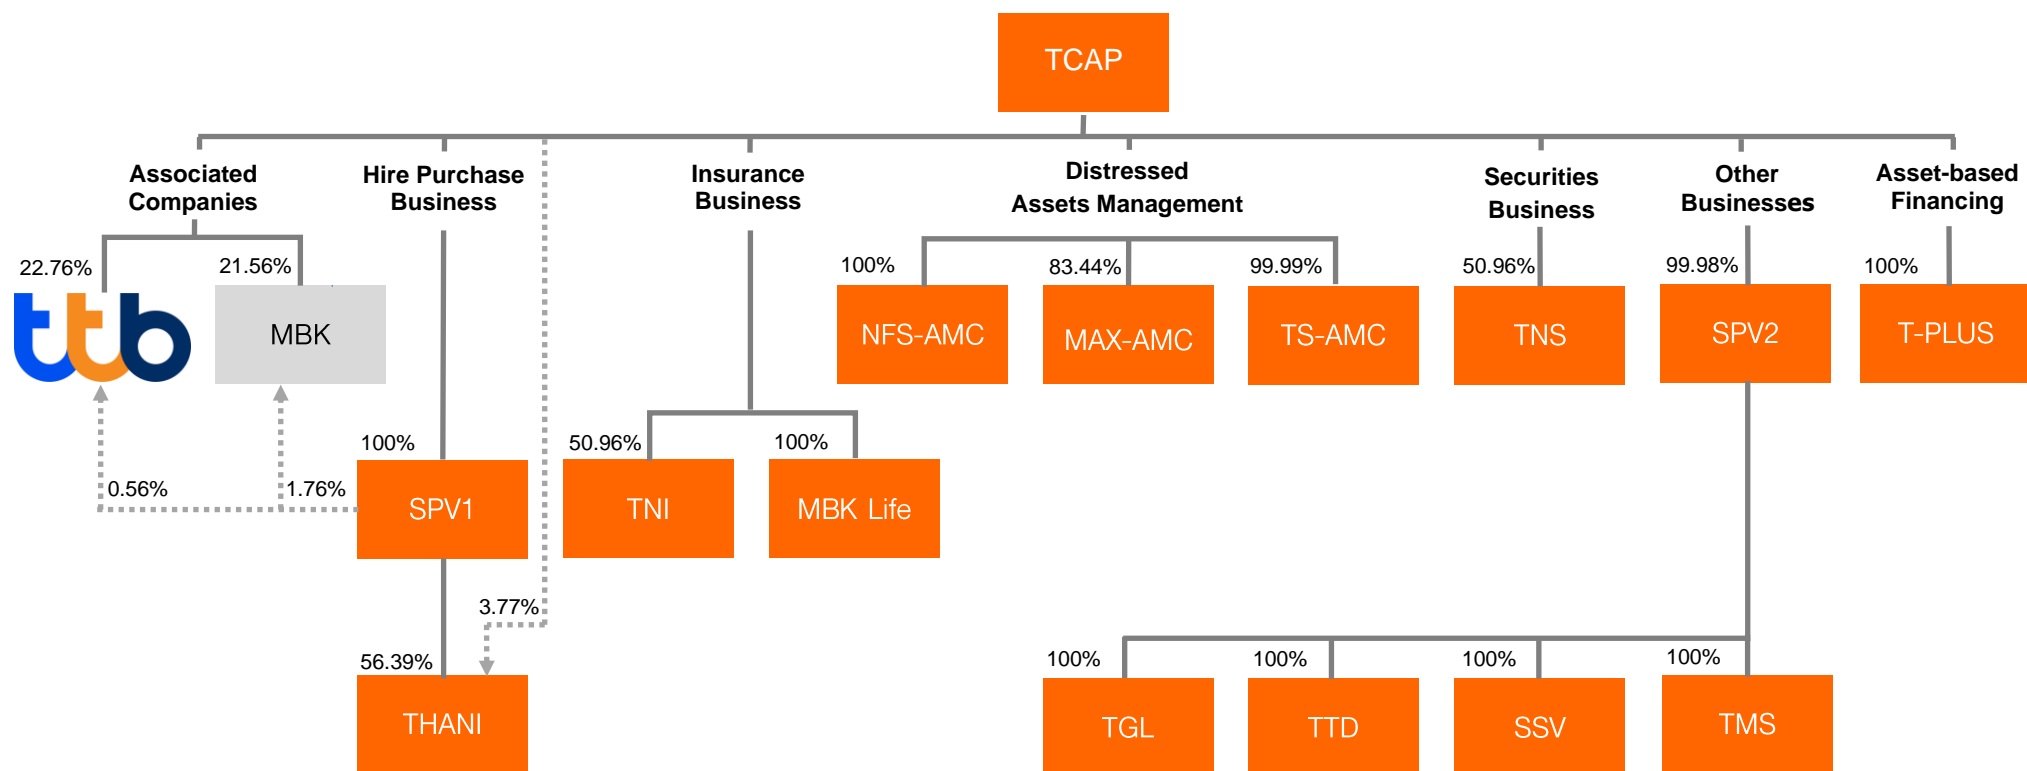 TCAP
Associated
Companies
Hire Purchase
Business
Insurance
Business
Distressed
Assets Management
Securities
Business
Other
Businesses
Asset-based
Financing
22.76%
21.56%
100%
83.44%
99.99%
50.96%
99.98%
100%
ttb
MBK
NFS-AMC
MAX-AMC
TS-AMC
TNS
SPV2
T-PLUS
100%
50.96%
100%
0.56%
1.76%
SPV1
TNI
MBK Life
3.77%
56.39%
THANI
100%
100%
100%
100%
TGL
TTD
SSV
TMS